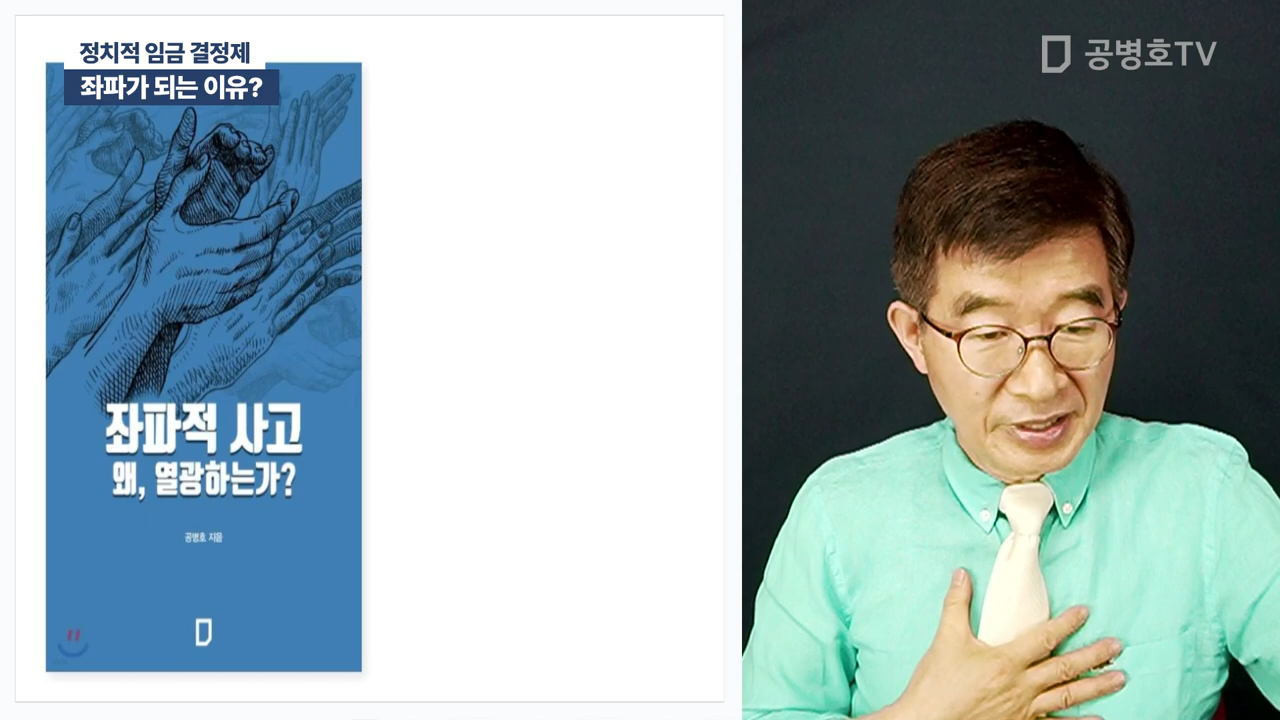 정치적 임금 결정제
좌파가 되는 이유?
공병호TV
좌파적 사고
왜, 열광하는가?
공병호 지음